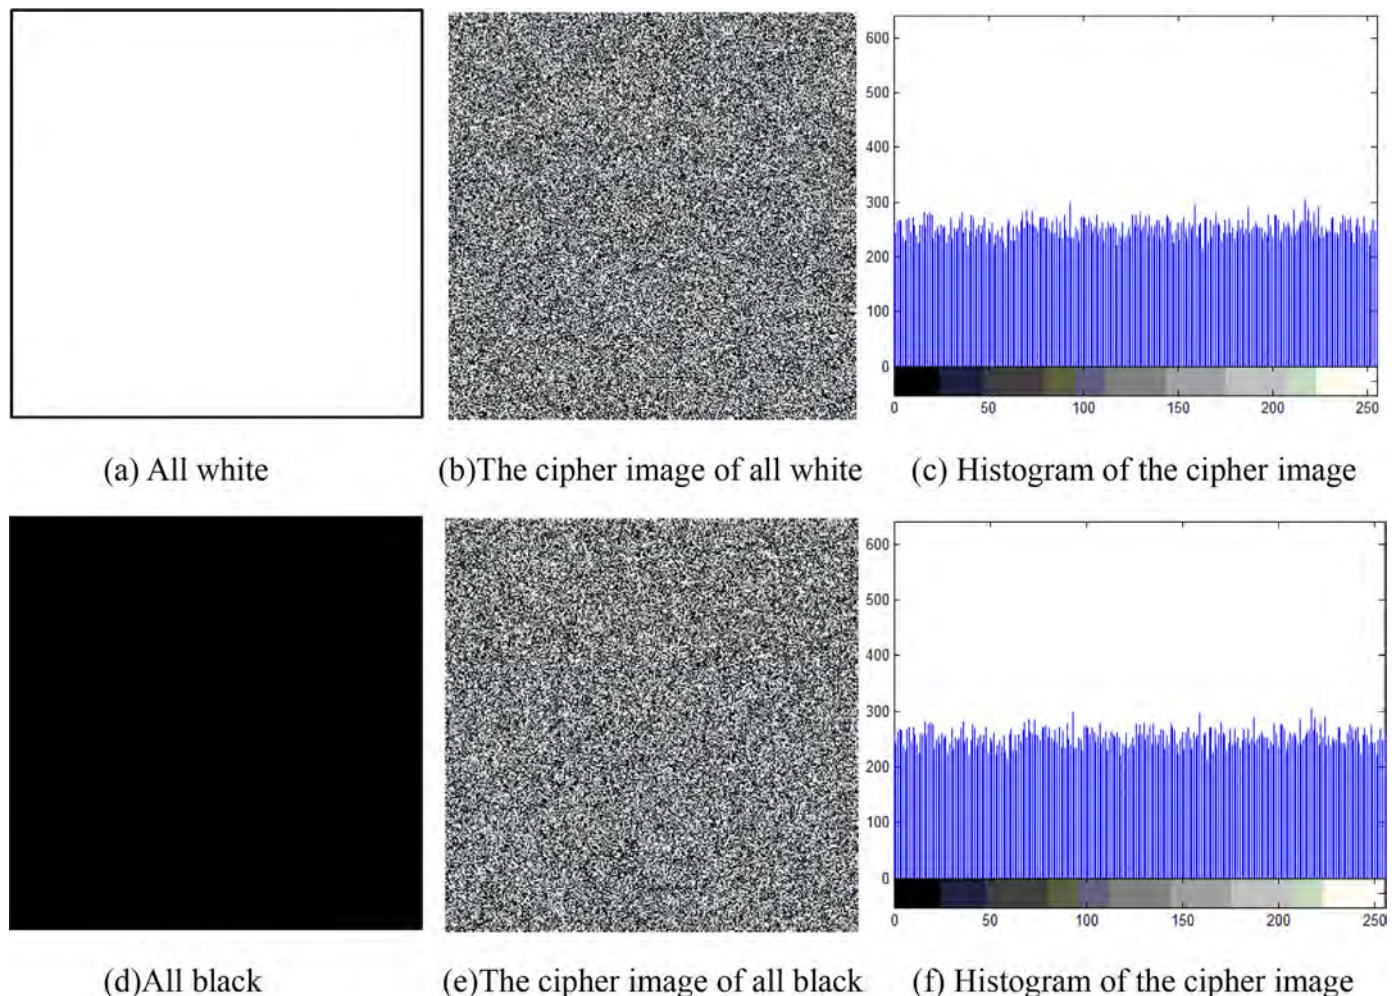 600
500
400
300
200
100
0
0 50 100 150 200 250
(a) All white
(b)The cipher image of all white
(c) Histogram of the cipher image
600
500
400
300
200
100
0
0 50 100 150 200 250
(d)All black
(e)The cipher image of all black
(f) Histogram of the cipher image